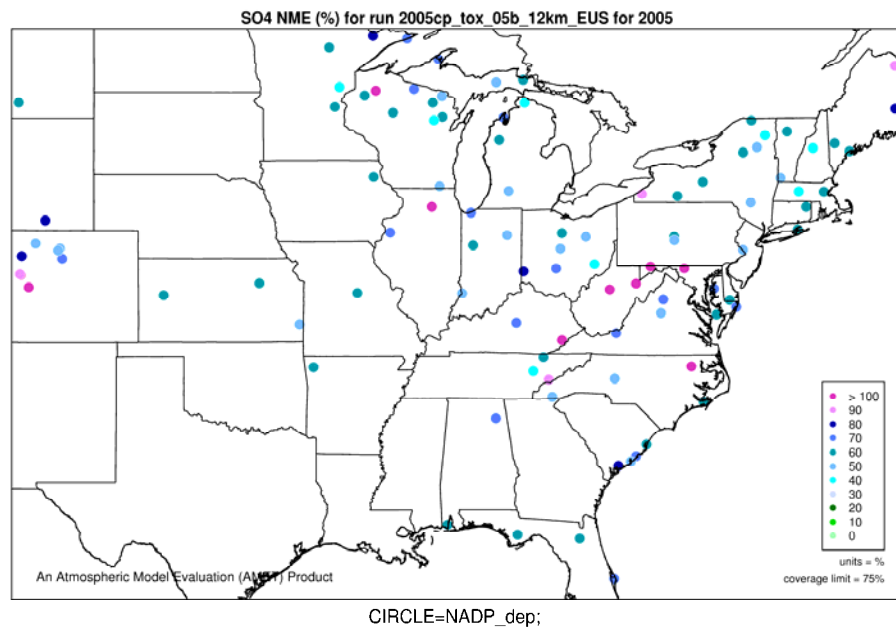 SO4 NME (%) for run 2005cp_tox_05b_12km_EUS for 2005
> 100
90
80
70
60
50
40
30
20
10
0
units = %
coverage limit = 75%
An Atmospheric Model Evaluation (AMET) Product
CIRCLE=NADP_dep;